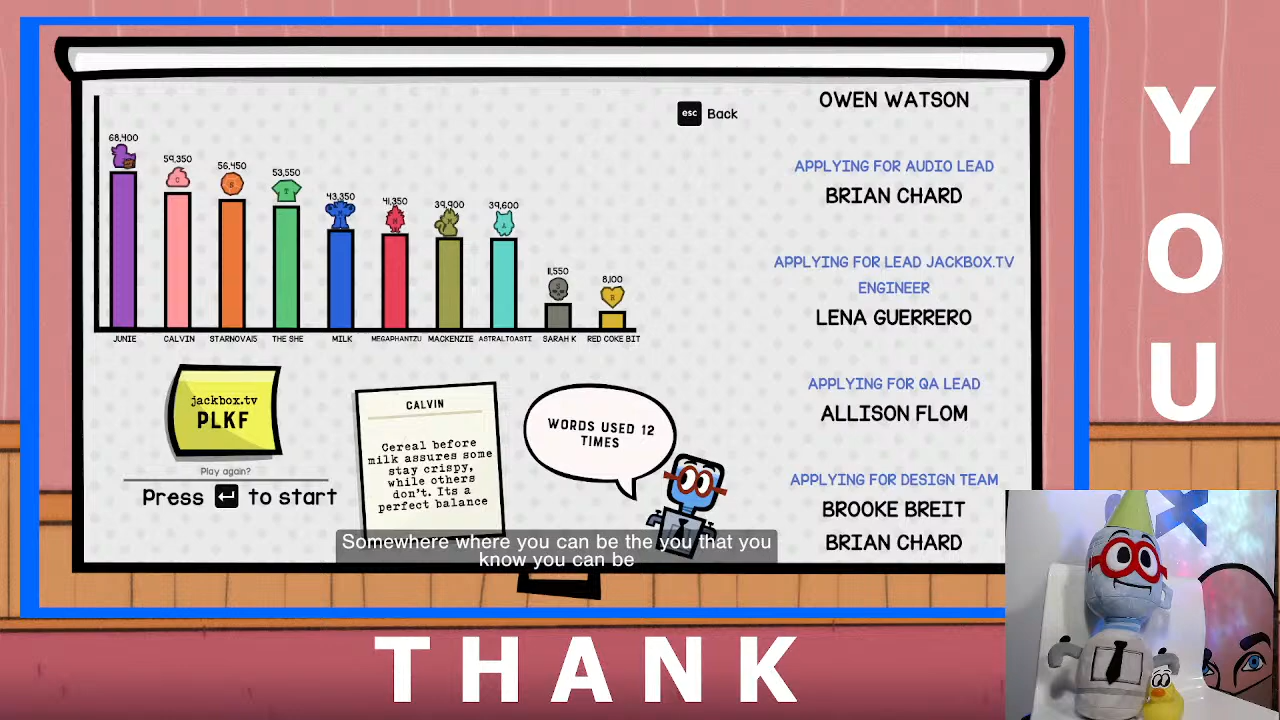 esc Back
68,400
59,350
56,450
53,550
43,350
41,350
39,900
39,600
11,550
8,100
JUNIE
CALVIN
STARNOVA15
THE SHE
MILK
MEGAPHANTZU
MACKENZIE
ASTRALTOASTI
SARAH K
RED COKE BIT
jackbox.tv
PLKF
Play again?
Press to start
CALVIN
Cereal before
milk assures some
stay crispy,
while others
don't. Its a
perfect balance
WORDS USED 12
TIMES
Somewhere where you can be the you that you
know you can be
OWEN WATSON
APPLYING FOR AUDIO LEAD
BRIAN CHARD
APPLYING FOR LEAD JACKBOX.TV
ENGINEER
LENA GUERRERO
APPLYING FOR QA LEAD
ALLISON FLOM
APPLYING FOR DESIGN TEAM
BROOKE BREIT
BRIAN CHARD
THANK
YOU